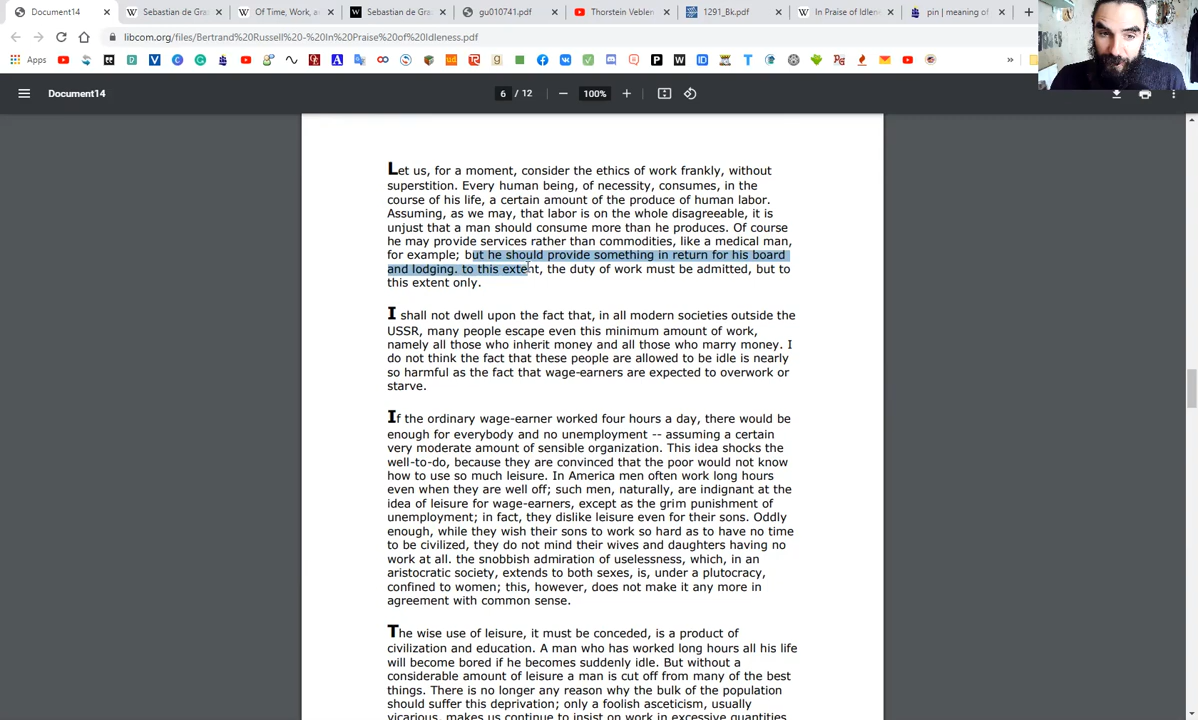 Document14
Sebastian de Gra
Of Time, Work, a
Sebastian de Gra
gu010741.pdf
Thorstein Veblen
1291_Bk.pdf
In Praise of Idlen
pin | meaning of
libcom.org/files/Bertrand%20Russell%20-%20In%20Praise%20of%20Idleness.pdf
Apps
Document14
6 / 12
100%
Let us, for a moment, consider the ethics of work frankly, without
superstition. Every human being, of necessity, consumes, in the
course of his life, a certain amount of the produce of human labor.
Assuming, as we may, that labor is on the whole disagreeable, it is
unjust that a man should consume more than he produces. Of course
he may provide services rather than commodities, like a medical man,
for example; but he should provide something in return for his board
and lodging. to this extent, the duty of work must be admitted, but to
this extent only.
I shall not dwell upon the fact that, in all modern societies outside the
USSR, many people escape even this minimum amount of work,
namely all those who inherit money and all those who marry money. I
do not think the fact that these people are allowed to be idle is nearly
so harmful as the fact that wage-earners are expected to overwork or
starve.
If the ordinary wage-earner worked four hours a day, there would be
enough for everybody and no unemployment -- assuming a certain
very moderate amount of sensible organization. This idea shocks the
well-to-do, because they are convinced that the poor would not know
how to use so much leisure. In America men often work long hours
even when they are well off; such men, naturally, are indignant at the
idea of leisure for wage-earners, except as the grim punishment of
unemployment; in fact, they dislike leisure even for their sons. Oddly
enough, while they wish their sons to work so hard as to have no time
to be civilized, they do not mind their wives and daughters having no
work at all. the snobbish admiration of uselessness, which, in an
aristocratic society, extends to both sexes, is, under a plutocracy,
confined to women; this, however, does not make it any more in
agreement with common sense.
The wise use of leisure, it must be conceded, is a product of
civilization and education. A man who has worked long hours all his life
will become bored if he becomes suddenly idle. But without a
considerable amount of leisure a man is cut off from many of the best
things. There is no longer any reason why the bulk of the population
should suffer this deprivation; only a foolish asceticism, usually
vicarious, makes us continue to insist on work in excessive quantities